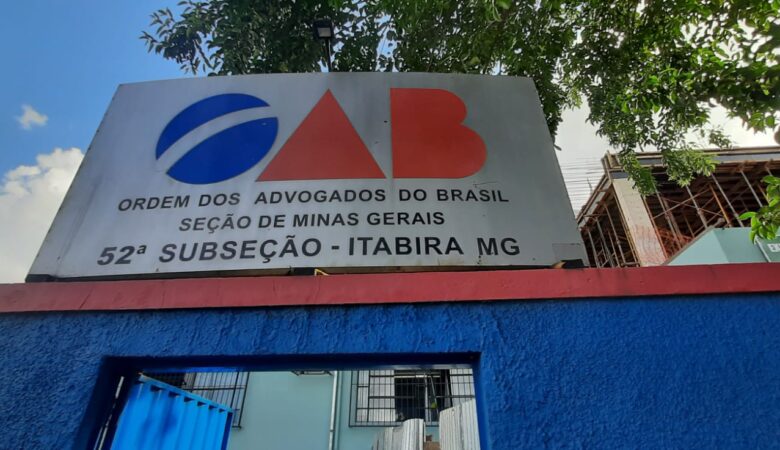 OAB
ORDEM DOS ADVOGADOS DO BRASIL
SEÇÃO DE MINAS GERAIS
52ª SUBSEÇÃO - ITABIRA MG